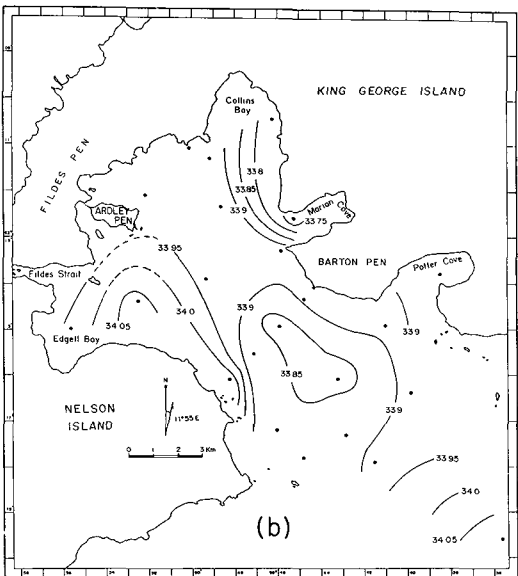 KING GEORGE ISLAND
Collins
Bay
FILDES PEN
33.8
33.85
33.9
Marian
Cove
33.75
ARDLEY
PEN
33.95
BARTON PEN
Potter Cove
Fildes Strait
34.0
33.9
34.05
33.9
Edgell Bay
33.85
NELSON
ISLAND
N
11°55'E
33.9
0 1 2 3 Km
33.95
34.0
34.05
(b)